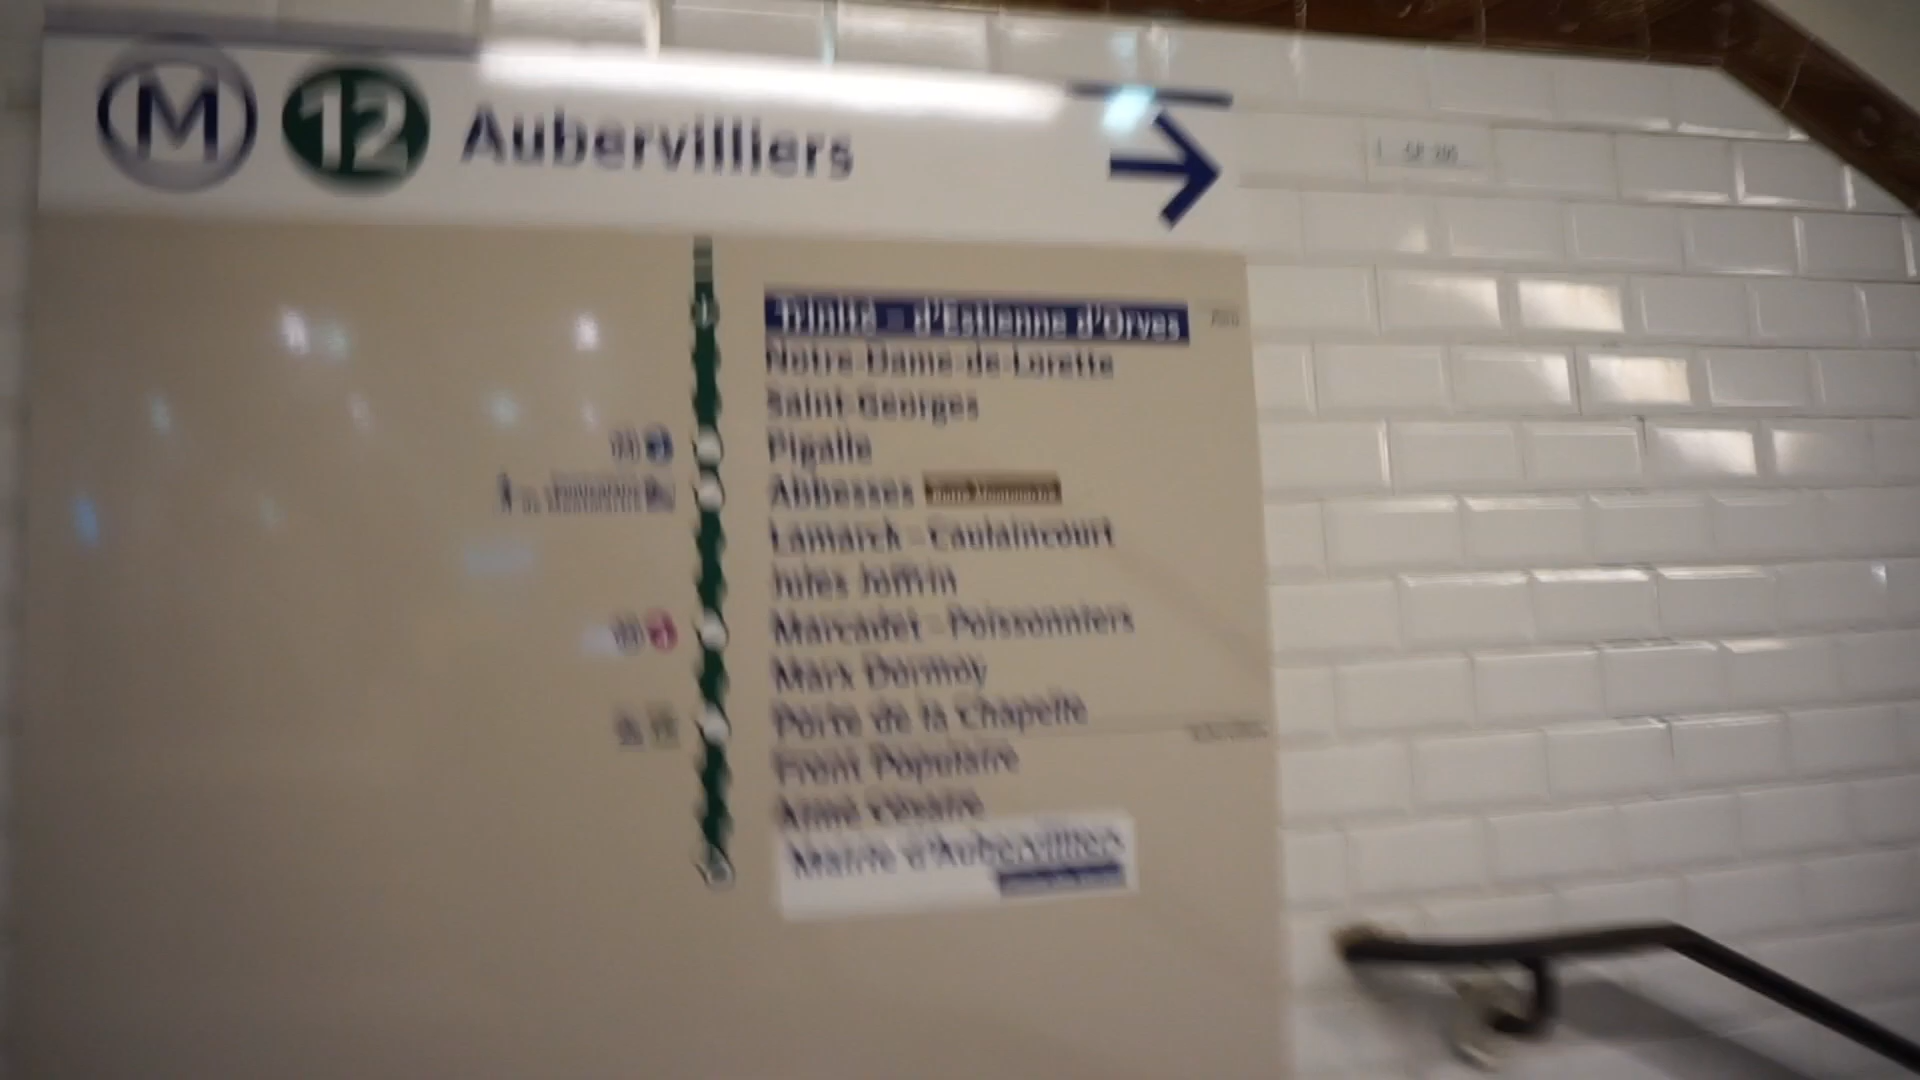 M 12 Aubervilliers
Trinité - d'Estienne d'Orves
Notre-Dame-de-Lorette
Saint-Georges
Pigalle
Abbesses
Lamarck - Caulaincourt
Jules Joffrin
Marcadet - Poissonniers
Marx Dormoy
Porte de la Chapelle
Front Populaire
Aimé Césaire
Mairie d'Aubervilliers